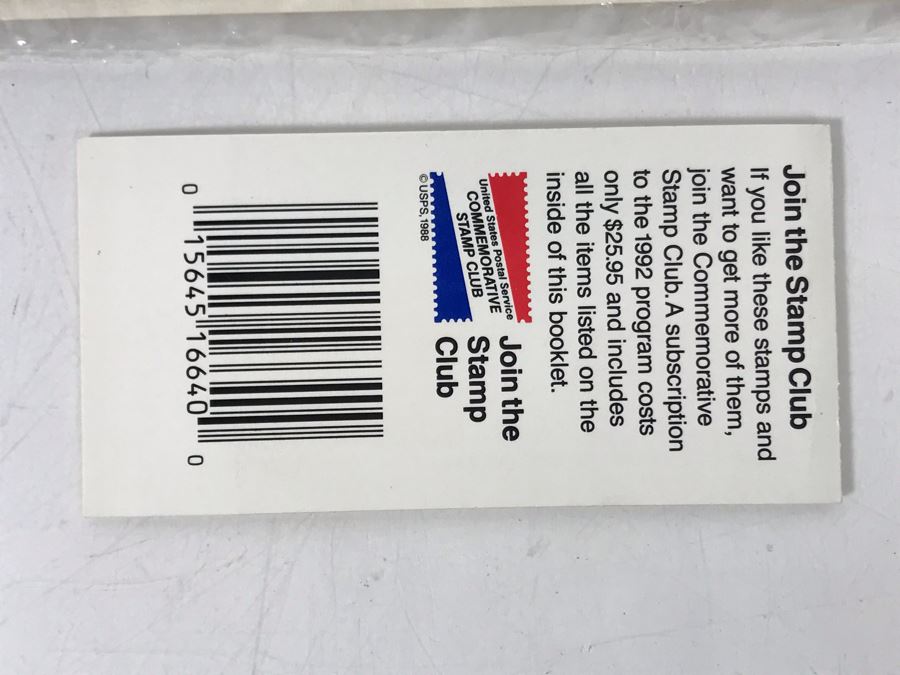 Join the Stamp Club
If you like these stamps and
want to get more of them,
join the Commemorative
Stamp Club. A subscription
to the 1992 program costs
only $25.95 and includes
all the items listed on the
inside of this booklet.
United States Postal Service
COMMEMORATIVE
STAMP CLUB
©USPS, 1988
Join the
Stamp
Club
0 15645 16640 0